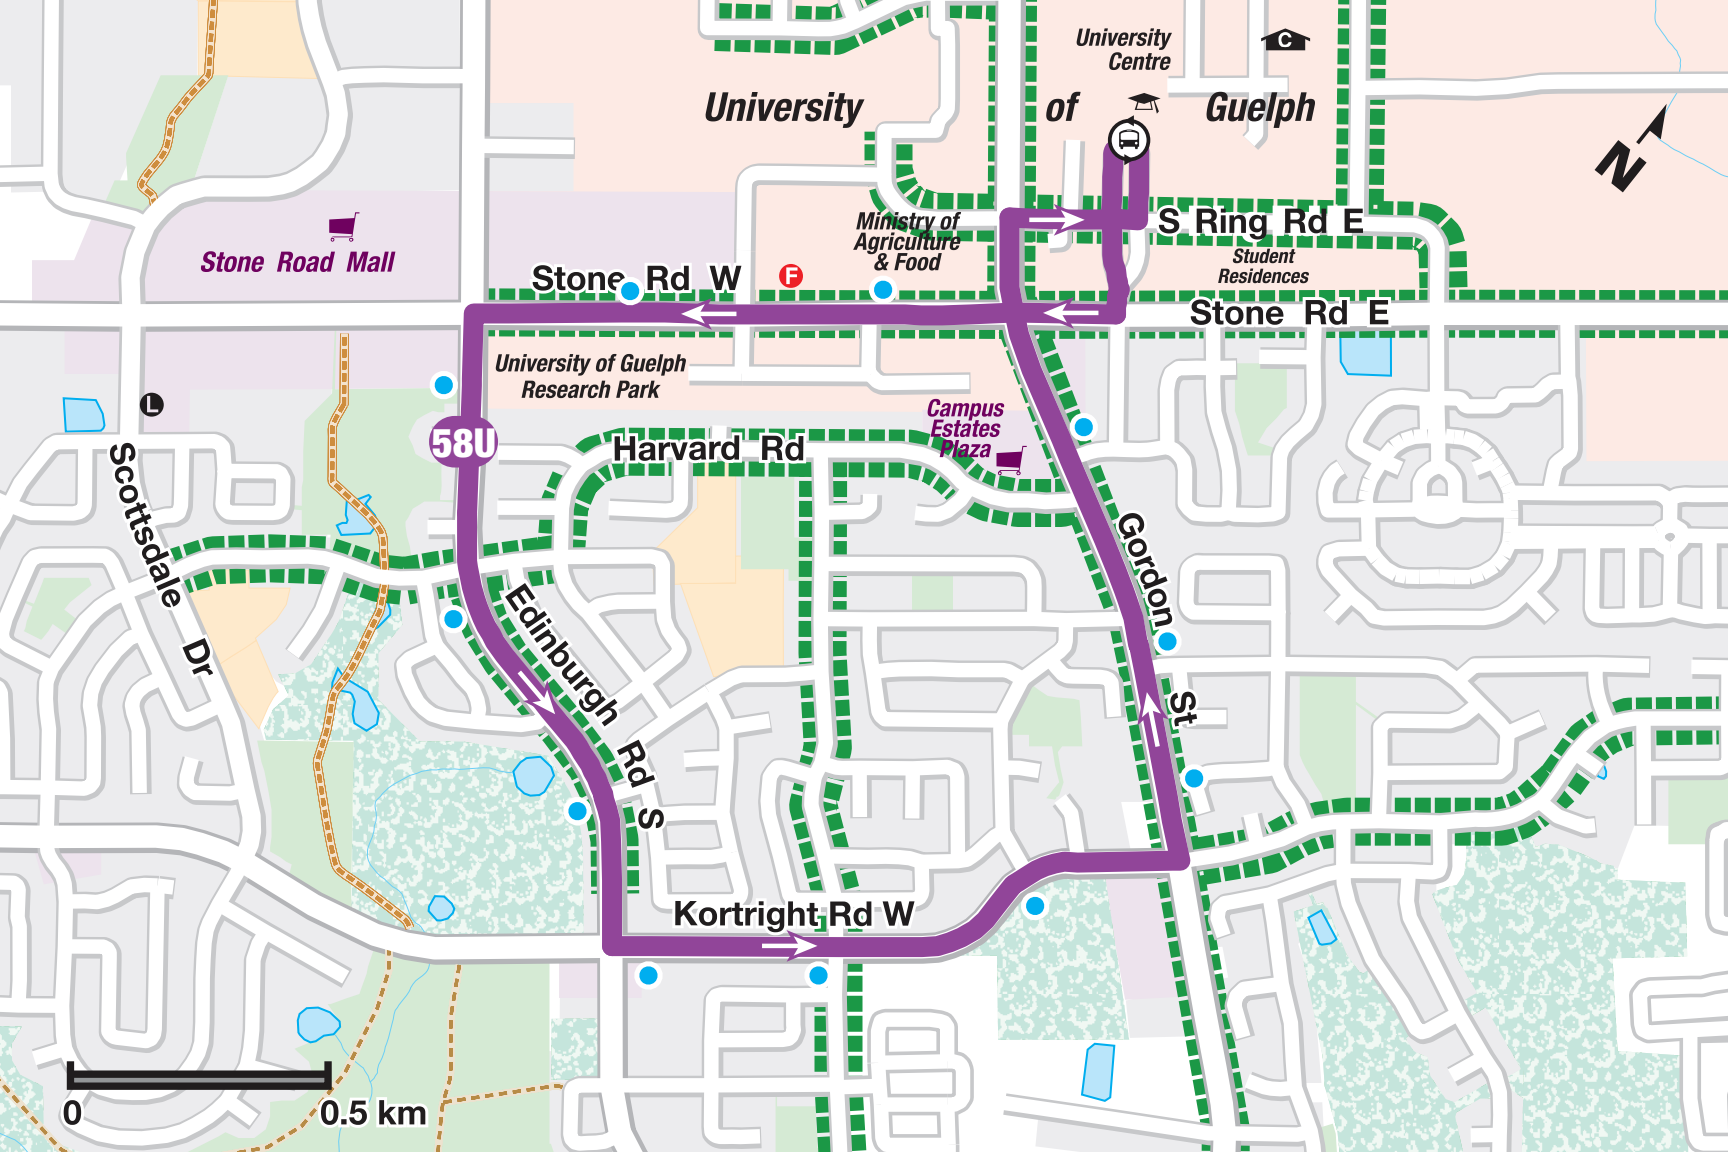 University
Centre
C
University of Guelph
N
Ministry of
Agriculture
& Food
S Ring Rd E
Student
Residences
Stone Road Mall
Stone Rd W
F
Stone Rd E
University of Guelph
Research Park
L
Campus
Estates
Plaza
58U
Harvard Rd
Scottsdale Dr
Gordon St
Edinburgh Rd S
Kortright Rd W
0
0.5 km